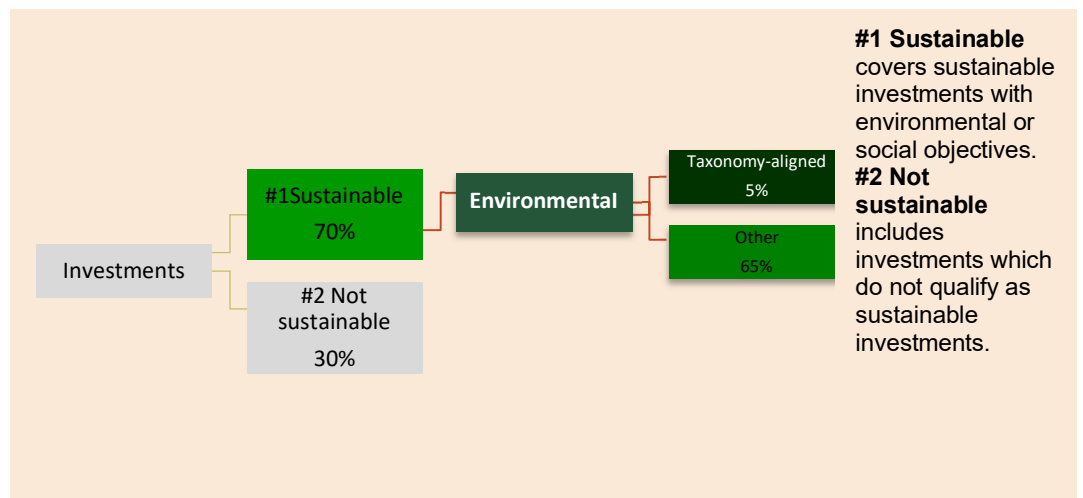 Investments
#1Sustainable
70%
#2 Not
sustainable
30%
Environmental
Taxonomy-aligned
5%
Other
65%
#1 Sustainable
covers sustainable
investments with
environmental or
social objectives.
#2 Not
sustainable
includes
investments which
do not qualify as
sustainable
investments.